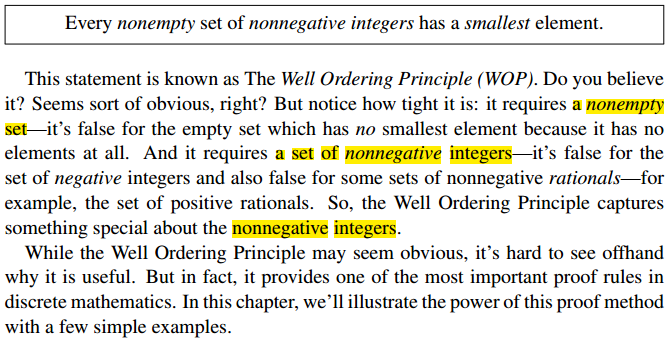 Every nonempty set of nonnegative integers has a smallest element.
This statement is known as The Well Ordering Principle (WOP). Do you believe
it? Seems sort of obvious, right? But notice how tight it is: it requires a nonempty
set—it’s false for the empty set which has no smallest element because it has no
elements at all. And it requires a set of nonnegative integers—it’s false for the
set of negative integers and also false for some sets of nonnegative rationals—for
example, the set of positive rationals. So, the Well Ordering Principle captures
something special about the nonnegative integers.
While the Well Ordering Principle may seem obvious, it’s hard to see offhand
why it is useful. But in fact, it provides one of the most important proof rules in
discrete mathematics. In this chapter, we’ll illustrate the power of this proof method
with a few simple examples.